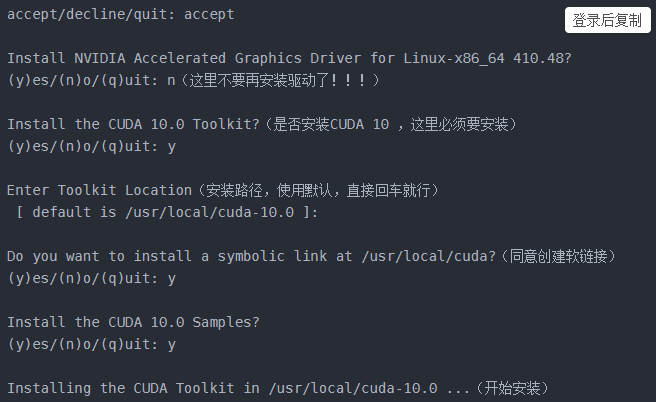 accept/decline/quit: accept
登录后复制
Install NVIDIA Accelerated Graphics Driver for Linux-x86_64 410.48?
(y)es/(n)o/(q)uit: n（这里不要再安装驱动了！！！）
Install the CUDA 10.0 Toolkit?（是否安装CUDA 10 ，这里必须要安装）
(y)es/(n)o/(q)uit: y
Enter Toolkit Location（安装路径，使用默认，直接回车就行）
[ default is /usr/local/cuda-10.0 ]:
Do you want to install a symbolic link at /usr/local/cuda?（同意创建软链接）
(y)es/(n)o/(q)uit: y
Install the CUDA 10.0 Samples?
(y)es/(n)o/(q)uit: y
Installing the CUDA Toolkit in /usr/local/cuda-10.0 ...（开始安装）